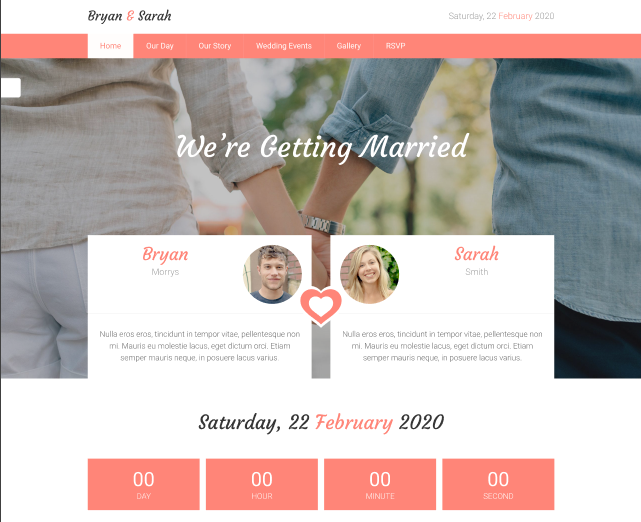 Bryan & Sarah
Saturday, 22 February 2020
Home Our Day Our Story Wedding Events Gallery RSVP
We're Getting Married
Bryan
Morrys
Sarah
Smith
Nulla eros eros, tincidunt in tempor vitae, pellentesque non
mi. Mauris eu molestie lacus, eget dictum orci. Etiam
semper mauris neque, in posuere lacus varius.
Nulla eros eros, tincidunt in tempor vitae, pellentesque non
mi. Mauris eu molestie lacus, eget dictum orci. Etiam
semper mauris neque, in posuere lacus varius.
Saturday, 22 February 2020
00
DAY
00
HOUR
00
MINUTE
00
SECOND